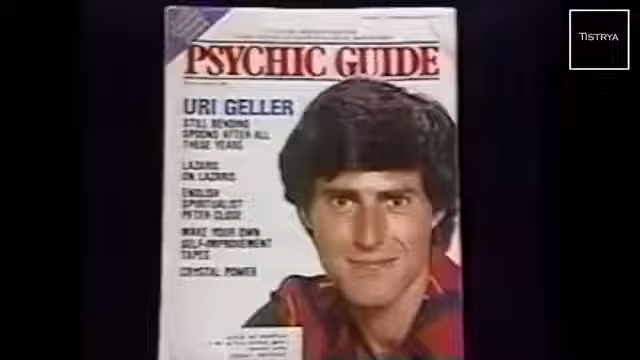 TISTRYA
PSYCHIC GUIDE
URI GELLER
STILL BENDING
SPOONS AFTER ALL
THESE YEARS
LAZARIS
ON LAZARIS
ENGLISH
SPIRITUALIST
PETER CLOSE
MAKE YOUR OWN
SELF-IMPROVEMENT
TAPES
CRYSTAL POWER